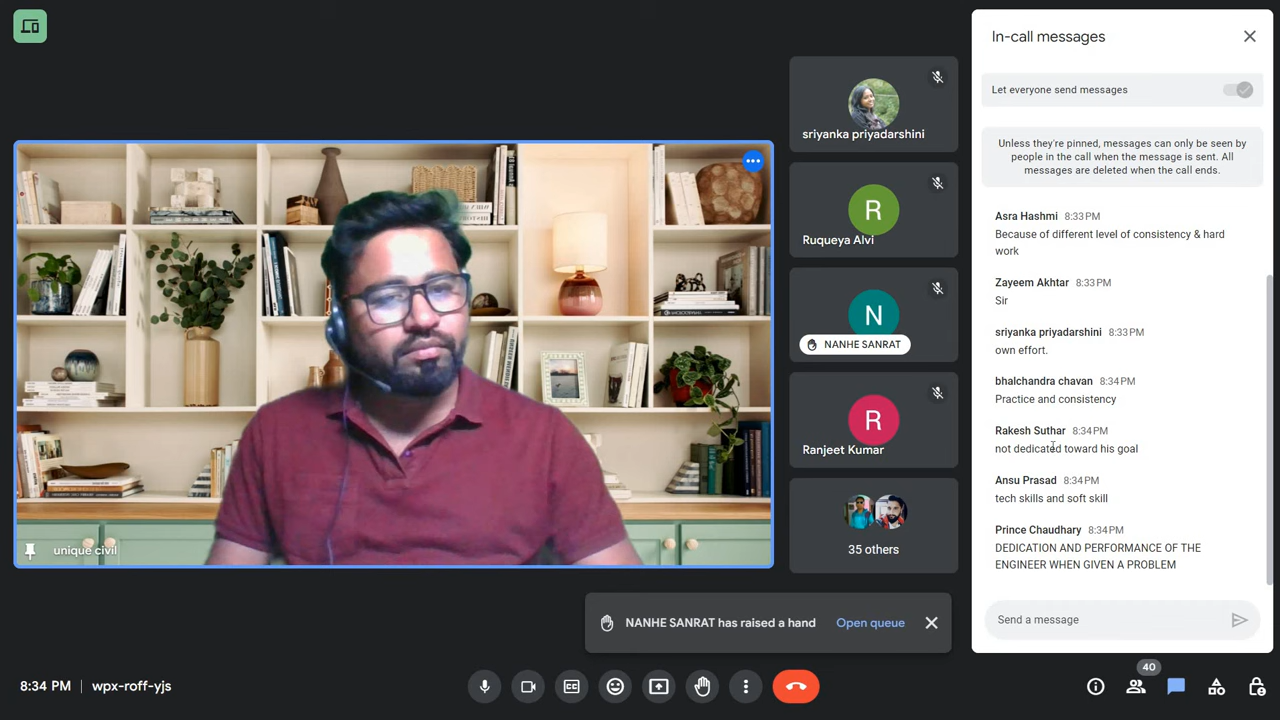 In-call messages
Let everyone send messages
Unless they're pinned, messages can only be seen by
people in the call when the message is sent. All
messages are deleted when the call ends.
Asra Hashmi 8:33 PM
Because of different level of consistency & hard
work
Zayeem Akhtar 8:33 PM
Sir
sriyanka priyadarshini 8:33 PM
own effort.
bhalchandra chavan 8:34 PM
Practice and consistency
Rakesh Suthar 8:34 PM
not dedicated toward his goal
Ansu Prasad 8:34 PM
tech skills and soft skill
Prince Chaudhary 8:34 PM
DEDICATION AND PERFORMANCE OF THE
ENGINEER WHEN GIVEN A PROBLEM
Send a message
sriyanka priyadarshini
R
Ruqueya Alvi
N
NANHE SANRAT
R
Ranjeet Kumar
35 others
unique civil
NANHE SANRAT has raised a hand
Open queue
8:34 PM | wpx-roff-yjs
40